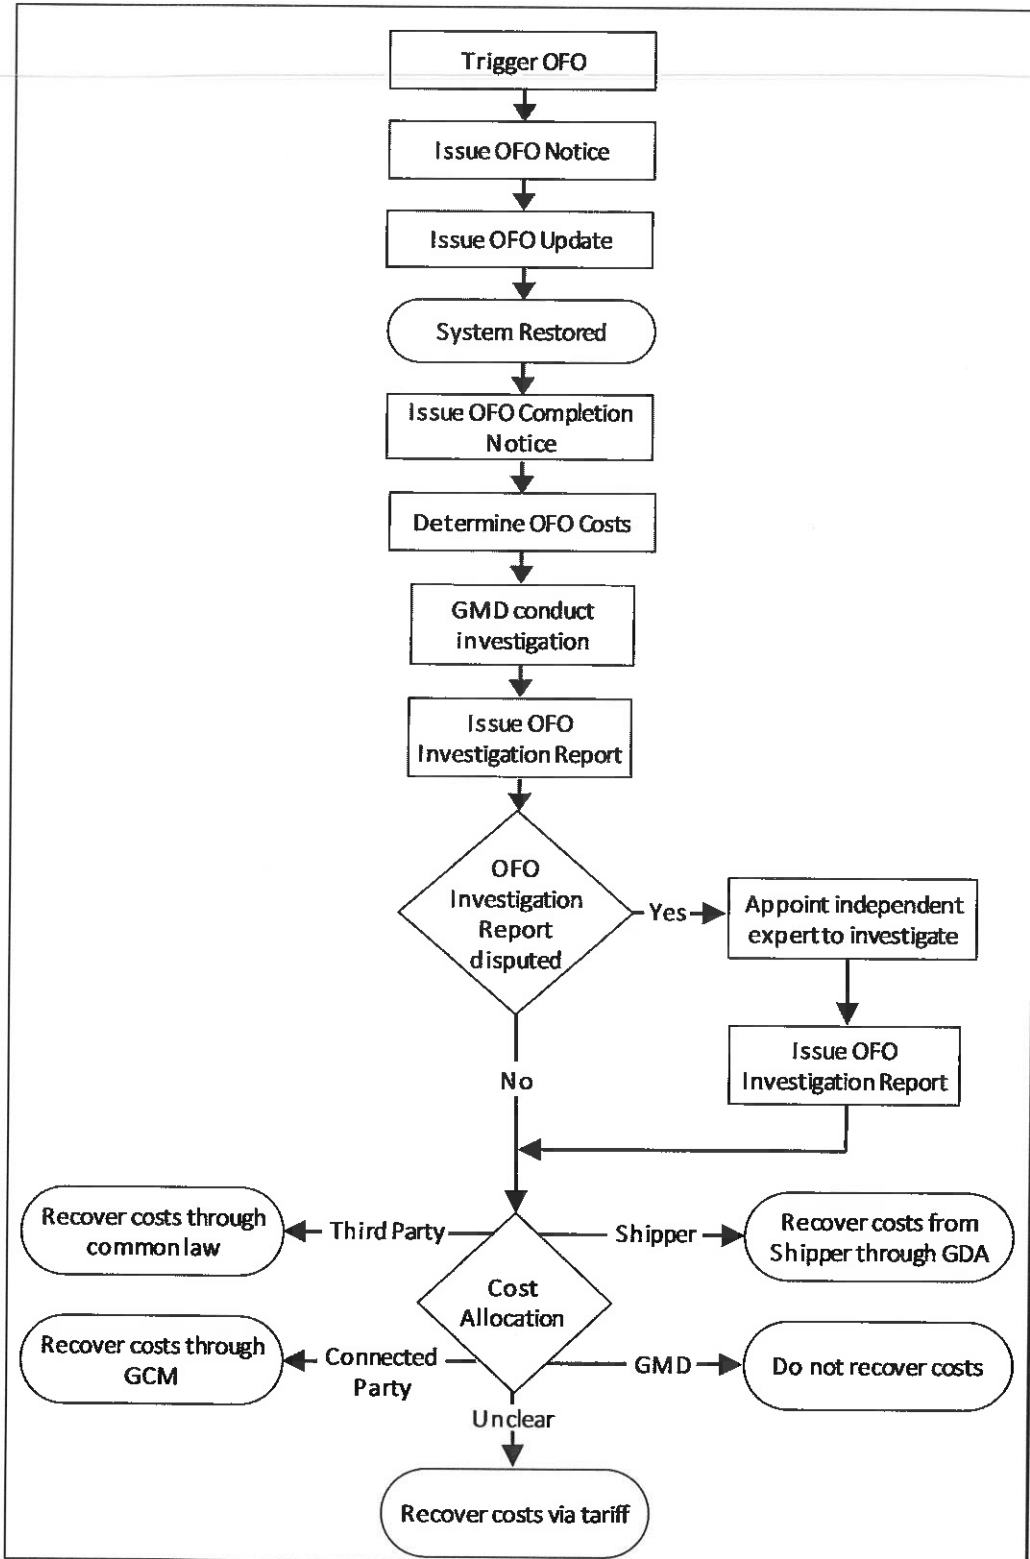 Trigger OFO
Issue OFO Notice
Issue OFO Update
System Restored
Issue OFO Completion
Notice
Determine OFO Costs
GMD conduct
investigation
Issue OFO
Investigation Report
OFO
Investigation
Report
disputed
Yes
Appoint independent
expert to investigate
Issue OFO
Investigation Report
No
Recover costs through
common law
Third Party
Shipper
Recover costs from
Shipper through GDA
Cost
Allocation
Recover costs through
GCM
Connected
Party
GMD
Do not recover costs
Unclear
Recover costs via tariff